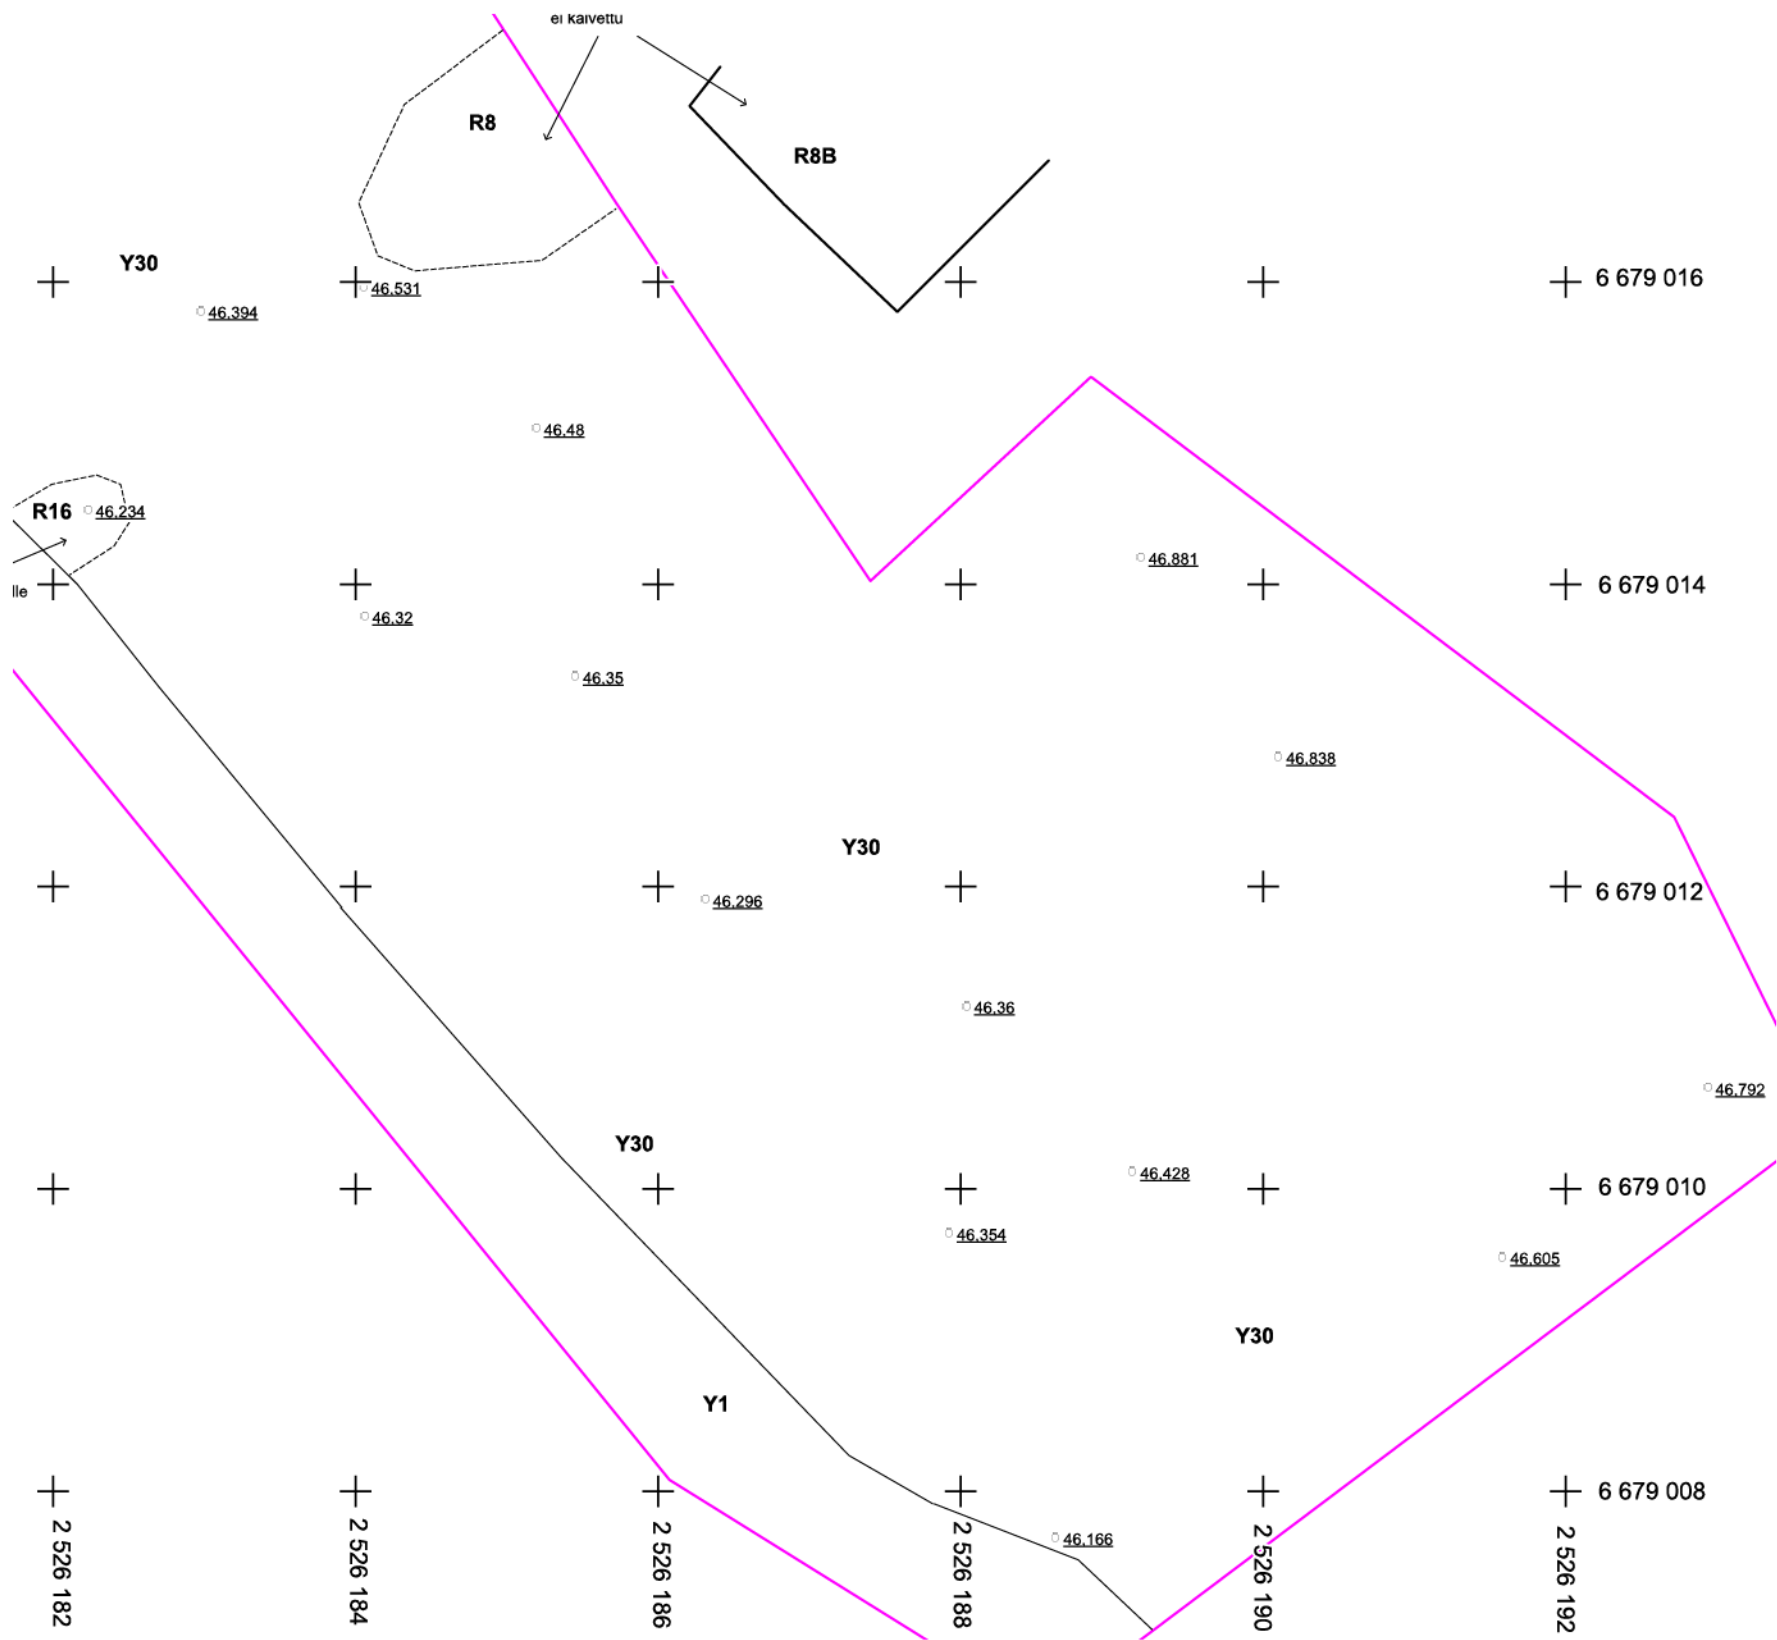 ei kaivettu
R8
R8B
Y30
6 679 016
46.531
46.394
46.48
R16
46.234
46.881
6 679 014
lle
46.32
46.35
46.838
Y30
6 679 012
46.296
46.36
46.792
Y30
46.428
6 679 010
46.354
46.605
Y30
Y1
6 679 008
46.166
2 526 182
2 526 184
2 526 186
2 526 188
2 526 190
2 526 192